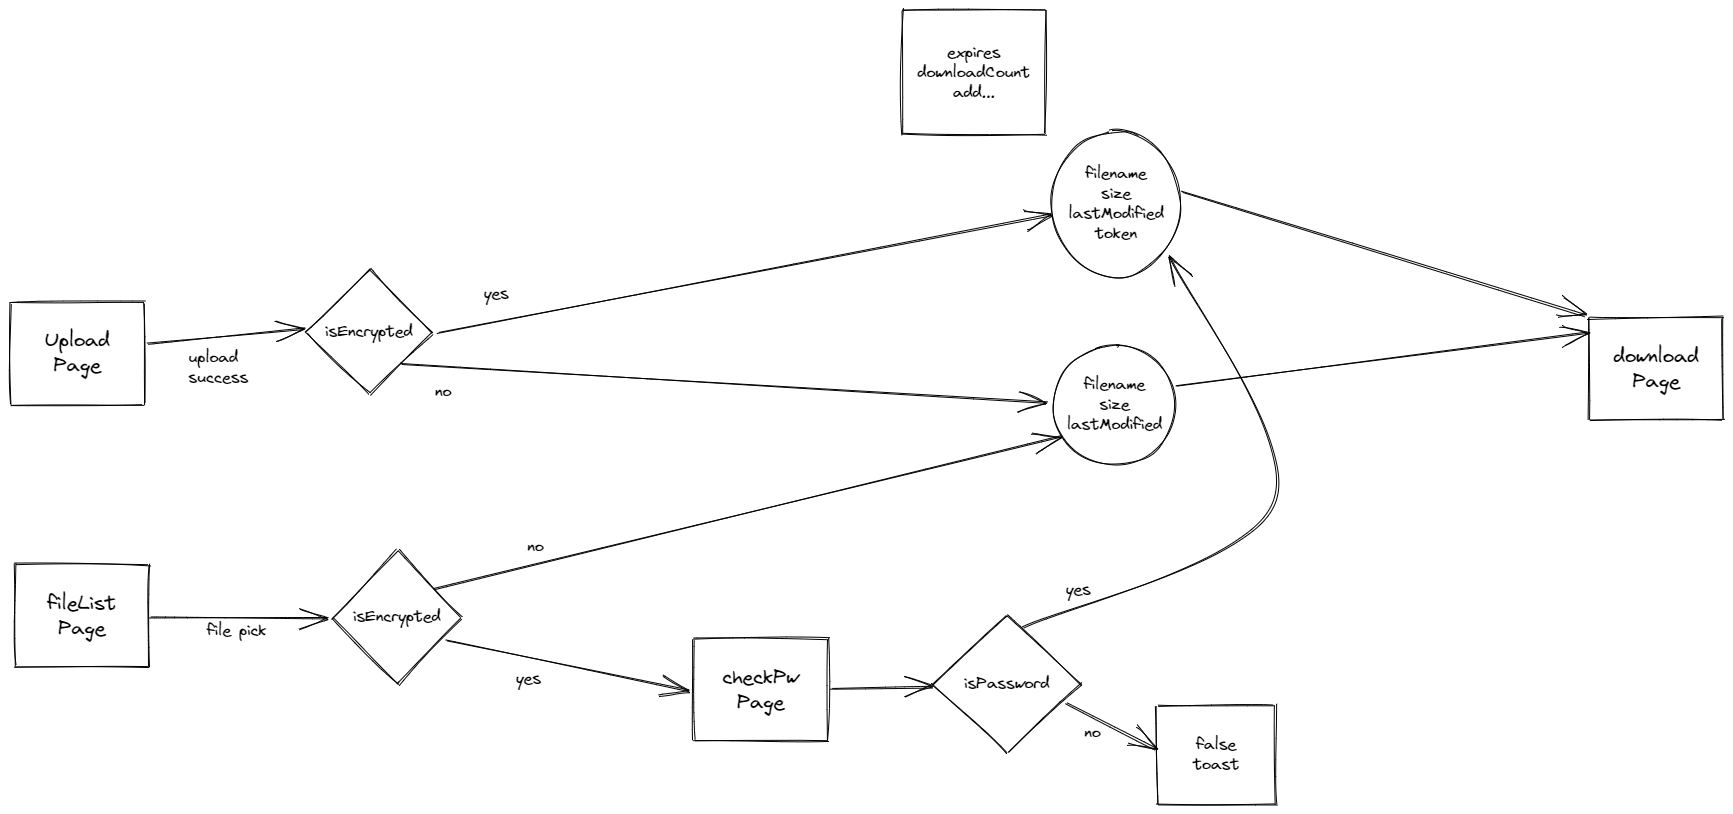 expires
downloadCount
add...
filename
size
lastModified
token
yes
Upload
Page
upload
success
isEncrypted
no
filename
size
lastModified
download
Page
fileList
Page
file pick
isEncrypted
no
yes
checkPw
Page
isPassword
yes
no
false
toast